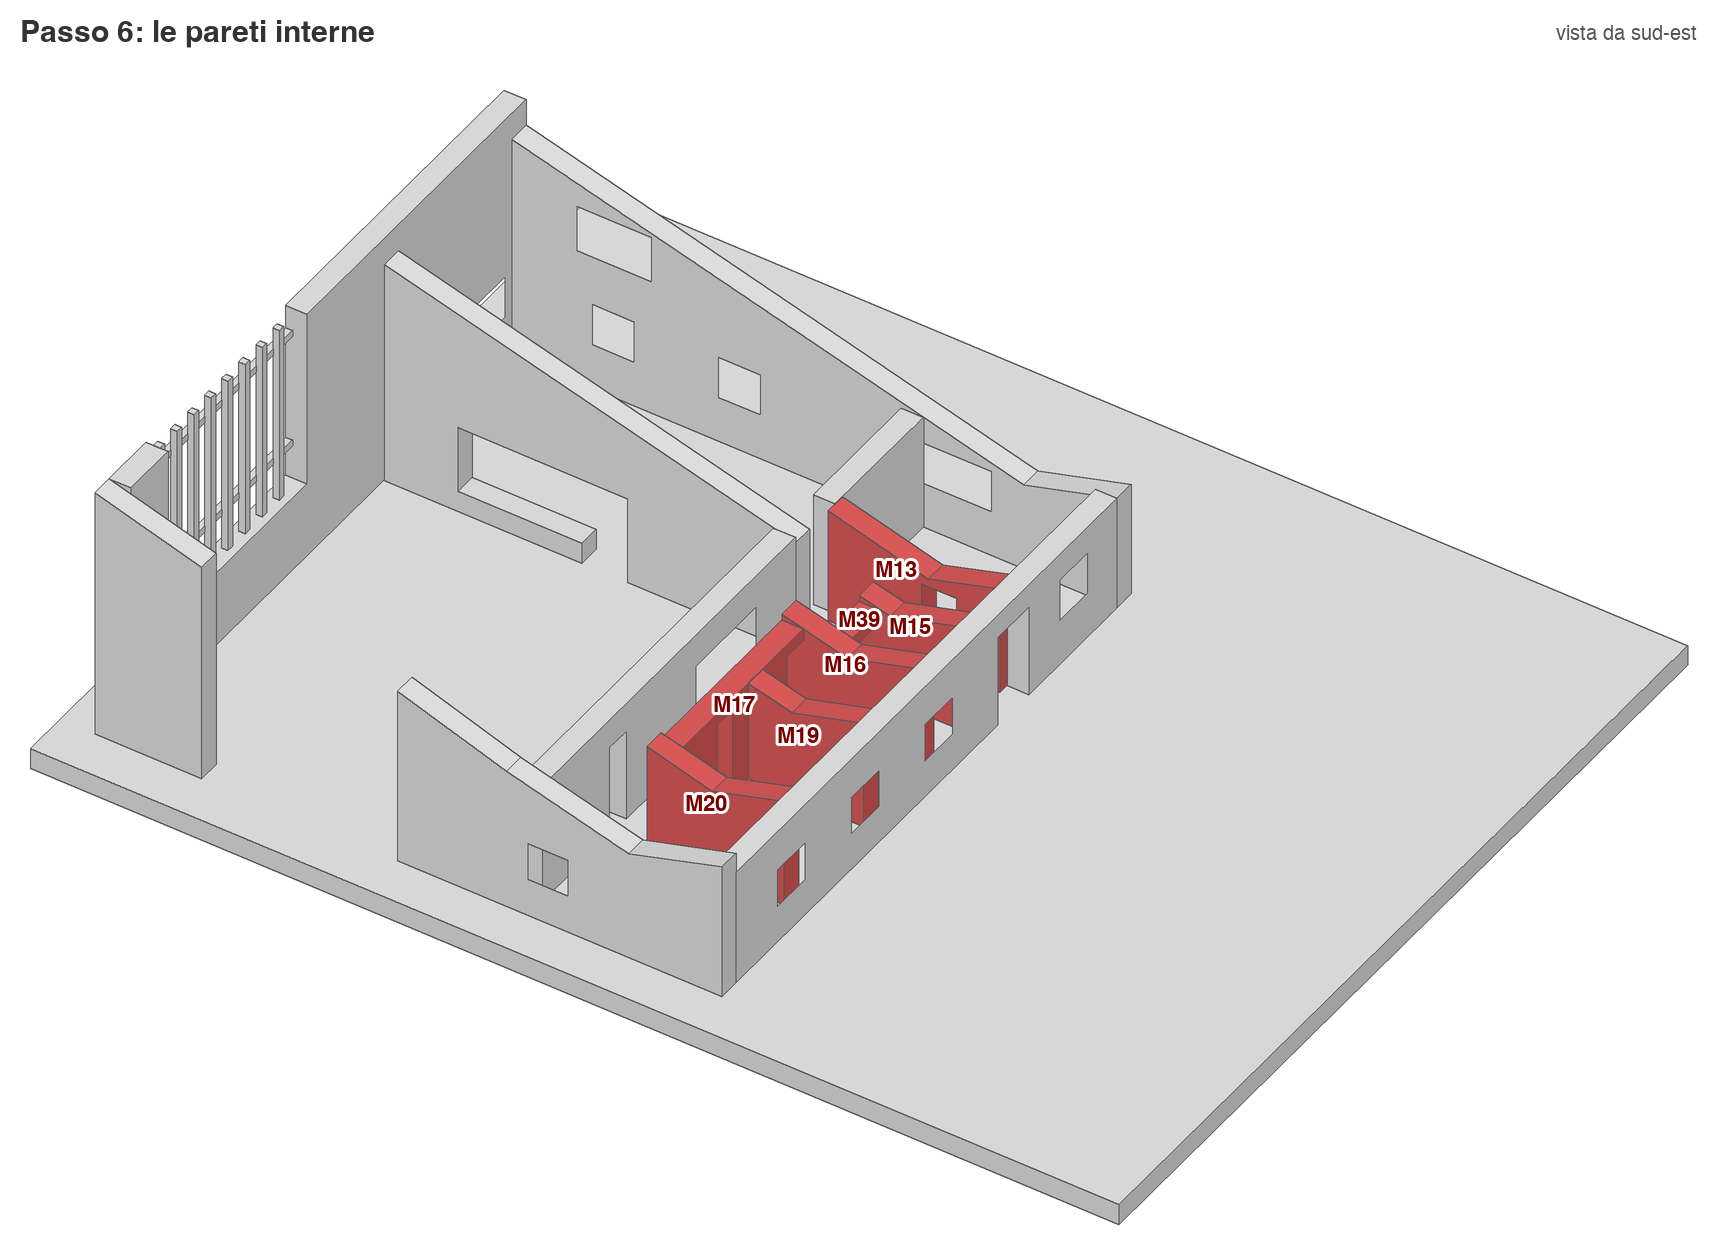 Passo 6: le pareti interne
vista da sud-est
M13
M39
M15
M16
M17
M19
M20